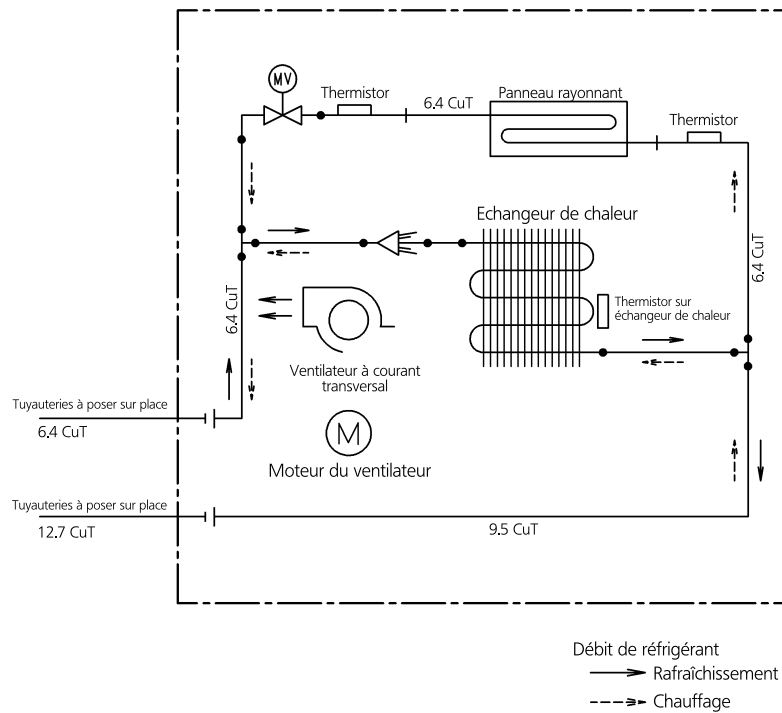 MV
Thermistor
6.4 CuT
Panneau rayonnant
Thermistor
Echangeur de chaleur
6.4 CuT
6.4 CuT
Thermistor sur
échangeur de chaleur
Ventilateur à courant
transversal
Tuyauteries à poser sur place
6.4 CuT
M
Moteur du ventilateur
Tuyauteries à poser sur place
12.7 CuT
9.5 CuT
Débit de réfrigérant
Rafraîchissement
Chauffage